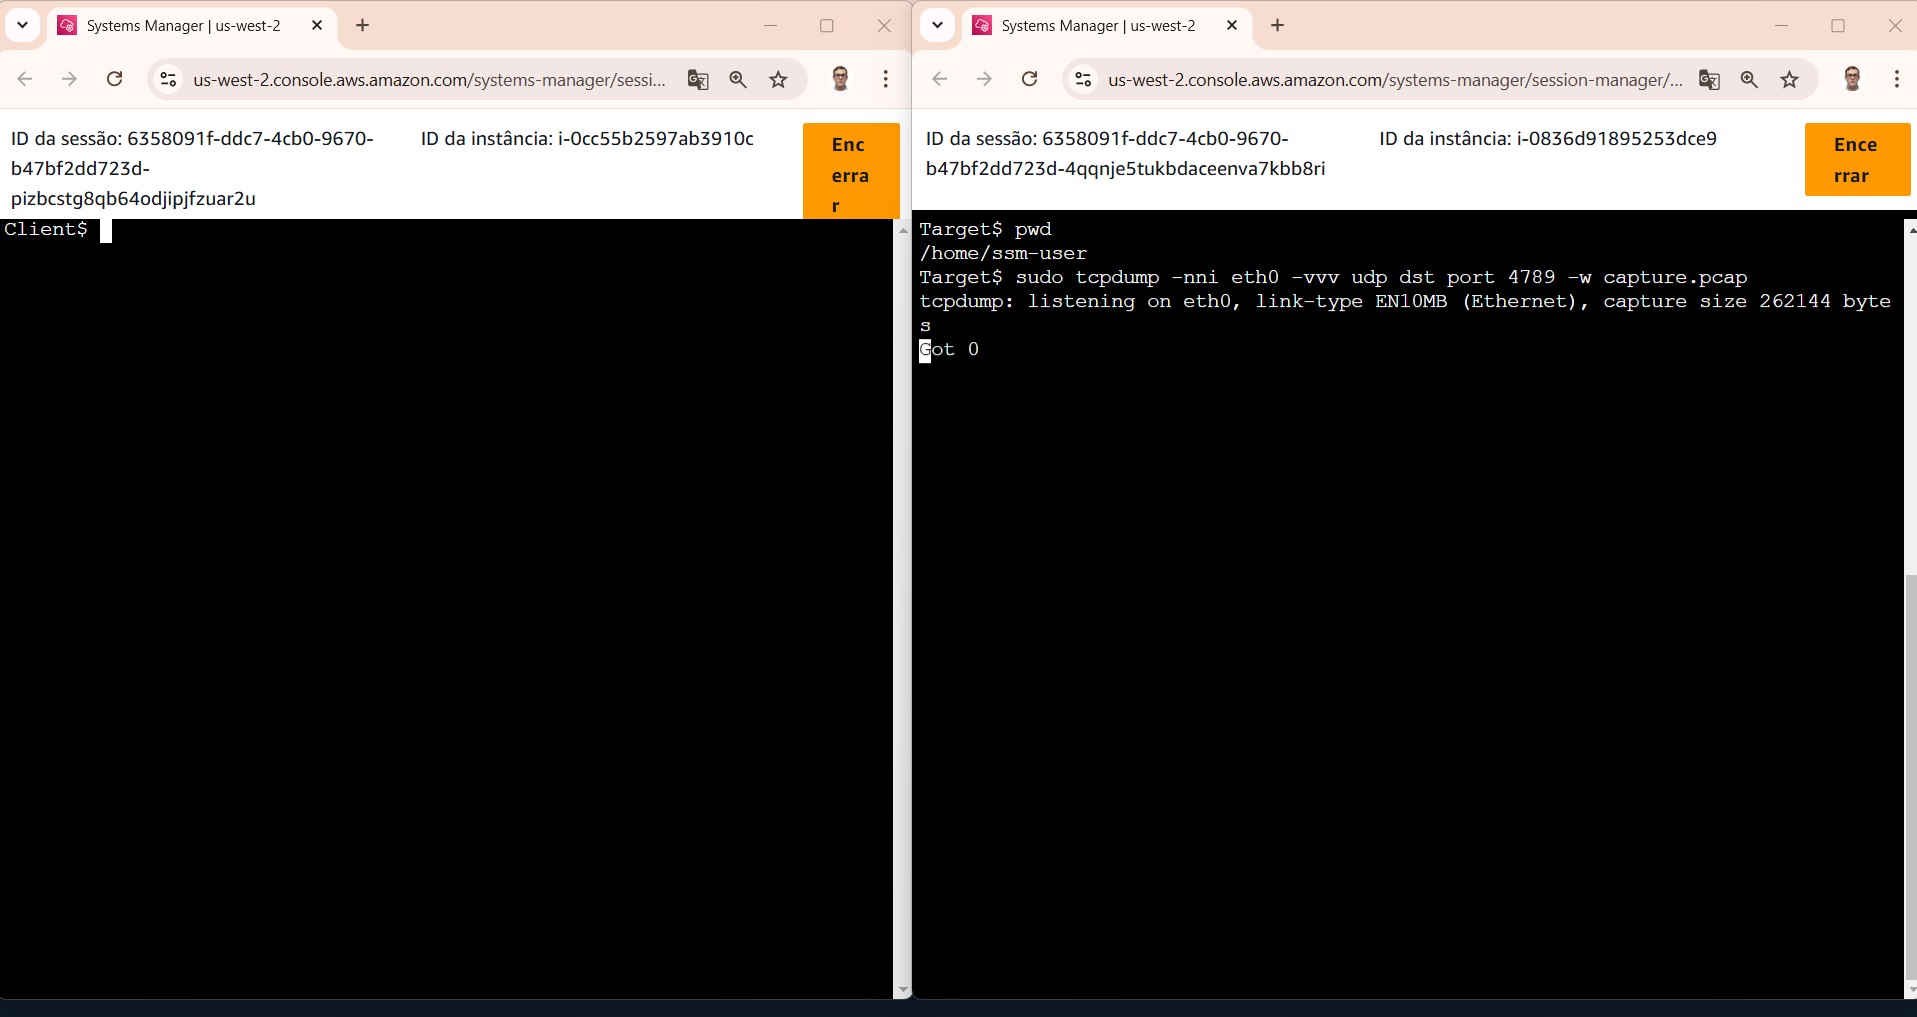 Systems Manager | us-west-2
us-west-2.console.aws.amazon.com/systems-manager/sessi...
ID da sessão: 6358091f-ddc7-4cb0-9670-
b47bf2dd723d-
pizbcstg8qb64odjipjfzuar2u
ID da instância: i-0cc55b2597ab3910c
Enc
erra
r
Client$
Systems Manager | us-west-2
us-west-2.console.aws.amazon.com/systems-manager/session-manager/...
ID da sessão: 6358091f-ddc7-4cb0-9670-
b47bf2dd723d-4qqnje5tukbdaceenva7kbb8ri
ID da instância: i-0836d91895253dce9
Ence
rrar
Target$ pwd
/home/ssm-user
Target$ sudo tcpdump -nni eth0 -vvv udp dst port 4789 -w capture.pcap
tcpdump: listening on eth0, link-type EN10MB (Ethernet), capture size 262144 byte
s
Got 0